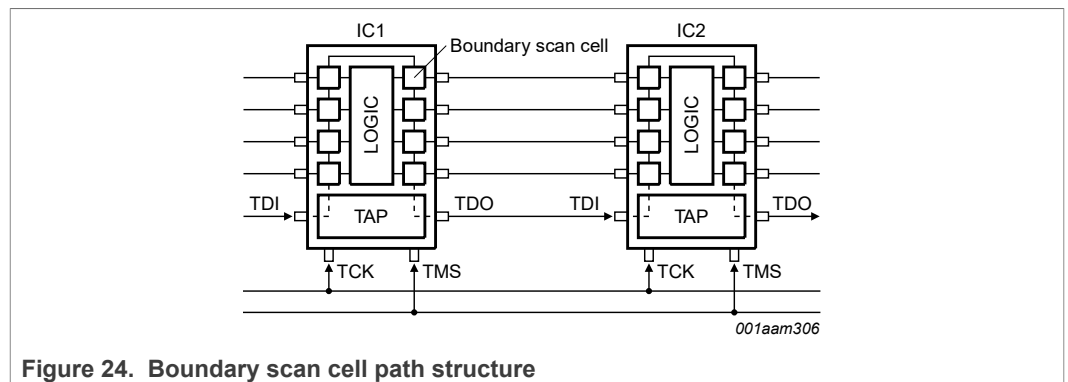 IC1
IC2
Boundary scan cell
LOGIC
LOGIC
TDI
TAP
TDO
TDI
TAP
TDO
TCK
TMS
TCK
TMS
001aam306
Figure 24. Boundary scan cell path structure